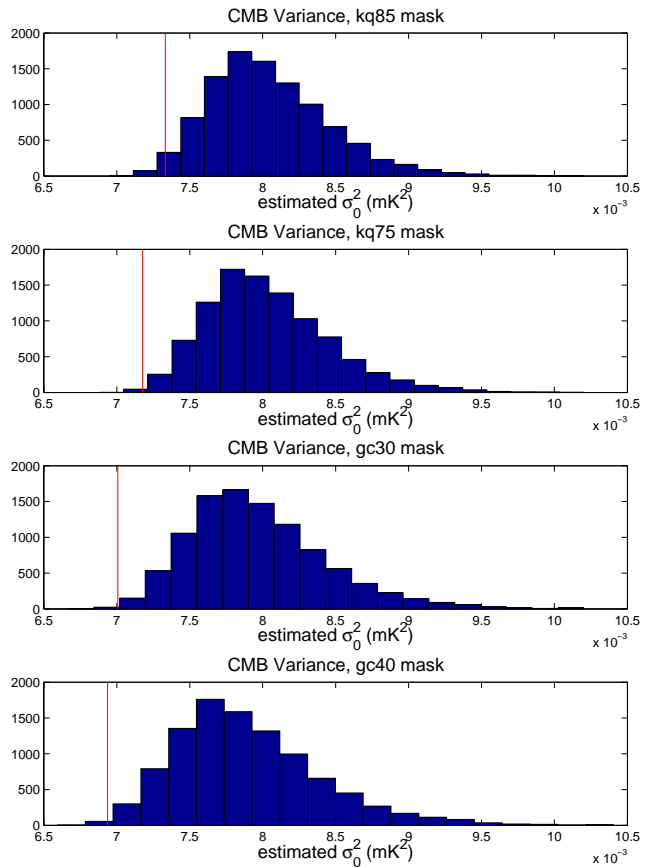 CMB Variance, kq85 mask
2000
1500
1000
500
0
6.5 7 7.5 8 8.5 9 9.5 10 10.5
estimated σ₀² (mK²)
x 10⁻³
CMB Variance, kq75 mask
2000
1500
1000
500
0
6.5 7 7.5 8 8.5 9 9.5 10 10.5
estimated σ₀² (mK²)
x 10⁻³
CMB Variance, gc30 mask
2000
1500
1000
500
0
6.5 7 7.5 8 8.5 9 9.5 10 10.5
estimated σ₀² (mK²)
x 10⁻³
CMB Variance, gc40 mask
2000
1500
1000
500
0
6.5 7 7.5 8 8.5 9 9.5 10 10.5
estimated σ₀² (mK²)
x 10⁻³